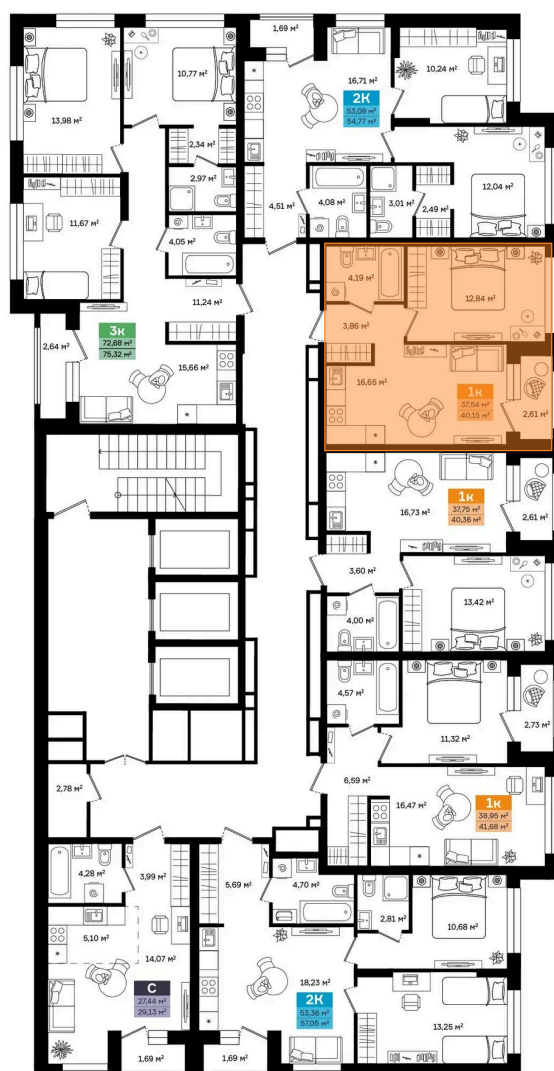 1,69 м²
10,77 м²
16,71 м²
10,24 м²
2К
53,08 м²
54,77 м²
13,98 м²
2,34 м²
2,97 м²
12,04 м²
4,51 м²
4,08 м²
3,01 м²
2,49 м²
11,67 м²
4,05 м²
4,19 м²
12,84 м²
11,24 м²
3,86 м²
3к
72,68 м²
75,32 м²
2,64 м²
15,66 м²
16,65 м²
1к
37,54 м²
40,15 м²
2,61 м²
16,73 м²
1к
37,75 м²
40,36 м²
2,61 м²
3,60 м²
13,42 м²
4,00 м²
4,57 м²
11,32 м²
2,73 м²
2,78 м²
6,59 м²
16,47 м²
1к
38,95 м²
41,68 м²
4,28 м²
3,99 м²
5,69 м²
4,70 м²
2,81 м²
10,68 м²
5,10 м²
14,07 м²
С
27,44 м²
29,13 м²
18,23 м²
2К
53,36 м²
57,05 м²
13,25 м²
1,69 м²
1,69 м²